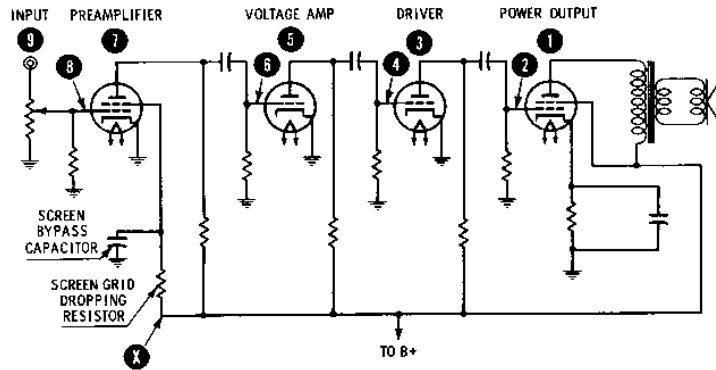 INPUT
PREAMPLIFIER
VOLTAGE AMP
DRIVER
POWER OUTPUT
9
7
5
3
1
8
6
4
2
SCREEN
BYPASS
CAPACITOR
SCREEN GRID
DROPPING
RESISTOR
X
TO B+